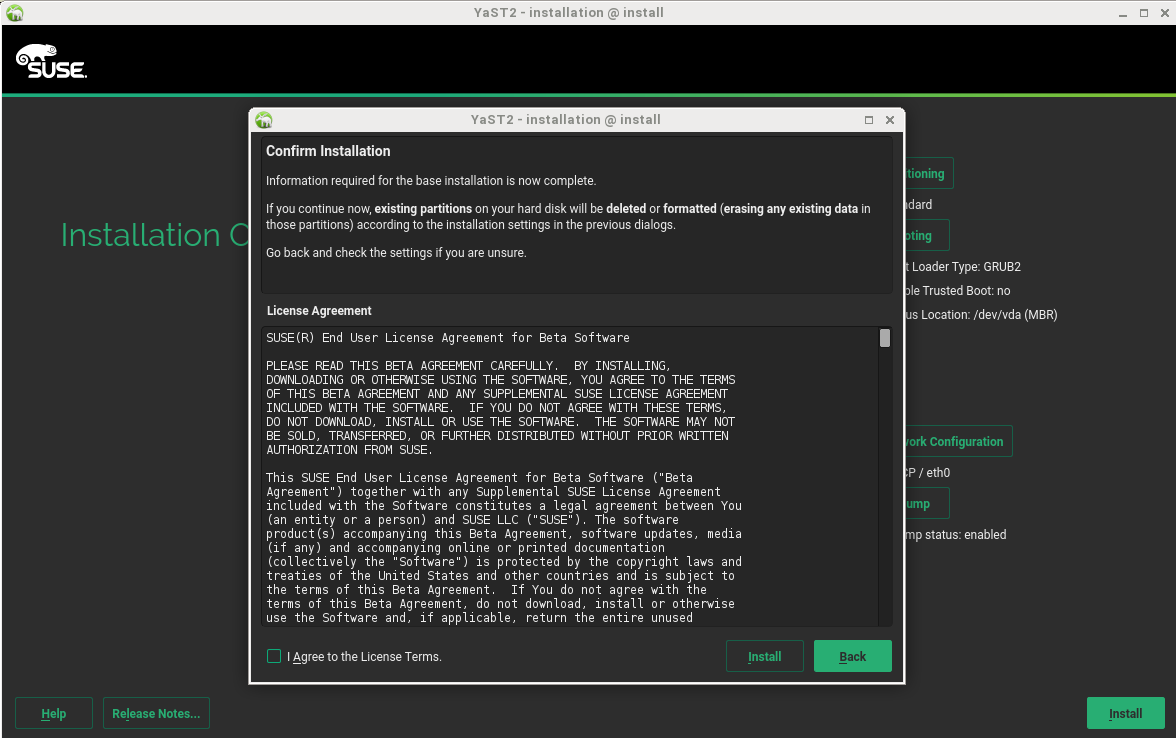 YaST2 - installation @ install
SUSE
YaST2 - installation @ install
Confirm Installation
Information required for the base installation is now complete.
If you continue now, existing partitions on your hard disk will be deleted or formatted (erasing any existing data in
those partitions) according to the installation settings in the previous dialogs.
Go back and check the settings if you are unsure.
License Agreement
SUSE(R) End User License Agreement for Beta Software
PLEASE READ THIS BETA AGREEMENT CAREFULLY.  BY INSTALLING,
DOWNLOADING OR OTHERWISE USING THE SOFTWARE, YOU AGREE TO THE TERMS
OF THIS BETA AGREEMENT AND ANY SUPPLEMENTAL SUSE LICENSE AGREEMENT
INCLUDED WITH THE SOFTWARE.  IF YOU DO NOT AGREE WITH THESE TERMS,
DO NOT DOWNLOAD, INSTALL OR USE THE SOFTWARE.  THE SOFTWARE MAY NOT
BE SOLD, TRANSFERRED, OR FURTHER DISTRIBUTED WITHOUT PRIOR WRITTEN
AUTHORIZATION FROM SUSE.
This SUSE End User License Agreement for Beta Software ("Beta
Agreement") together with any Supplemental SUSE License Agreement
included with the Software constitutes a legal agreement between You
(an entity or a person) and SUSE LLC ("SUSE"). The software
product(s) accompanying this Beta Agreement, software updates, media
(if any) and accompanying online or printed documentation
(collectively the "Software") is protected by the copyright laws and
treaties of the United States and other countries and is subject to
the terms of this Beta Agreement.  If You do not agree with the
terms of this Beta Agreement, do not download, install or otherwise
use the Software and, if applicable, return the entire unused
I Agree to the License Terms.
Install
Back
Installation
tioning
ndard
oting
t Loader Type: GRUB2
ble Trusted Boot: no
us Location: /dev/vda (MBR)
work Configuration
CP / eth0
ump
mp status: enabled
Help
Release Notes...
Install